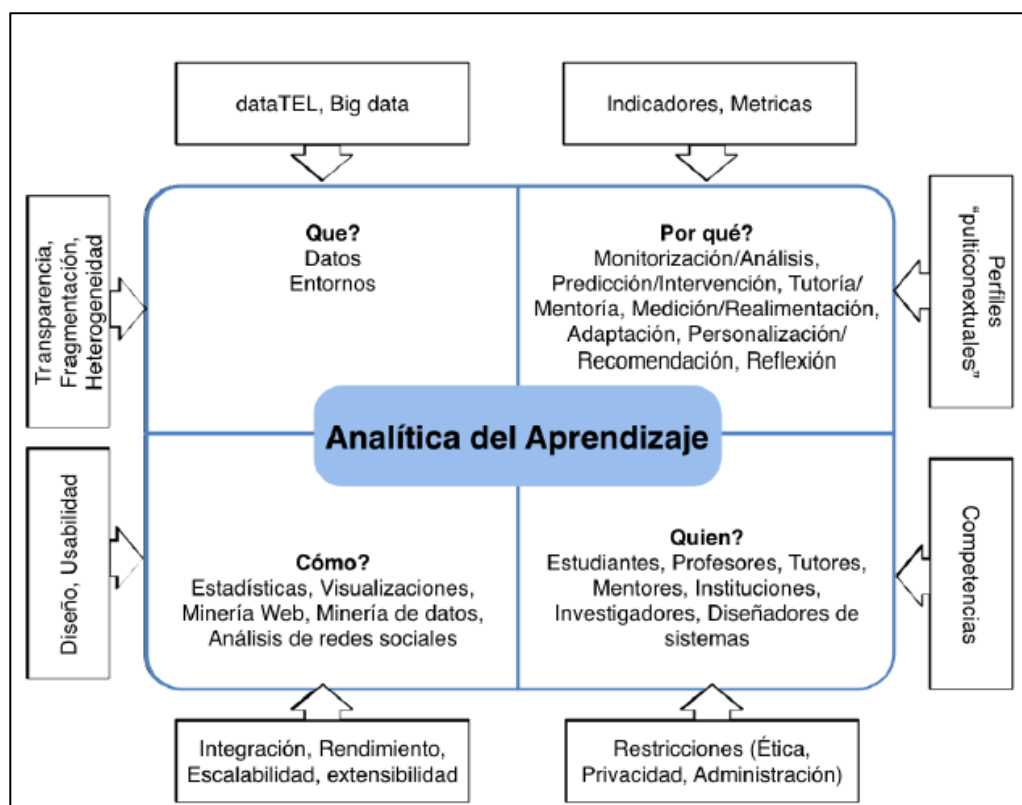 dataTEL, Big data
Indicadores, Metricas
Transparencia,
Fragmentación,
Heterogeneidad
Que?
Datos
Entornos
Por qué?
Monitorización/Análisis,
Predicción/Intervención, Tutoría/
Mentoría, Medición/Realimentación,
Adaptación, Personalización/
Recomendación, Reflexión
Perfiles
“pulticonextuales”
Analítica del Aprendizaje
Diseño, Usabilidad
Cómo?
Estadísticas, Visualizaciones,
Minería Web, Minería de datos,
Análisis de redes sociales
Quien?
Estudiantes, Profesores, Tutores,
Mentores, Instituciones,
Investigadores, Diseñadores de
sistemas
Competencias
Integración, Rendimiento,
Escalabilidad, extensibilidad
Restricciones (Ética,
Privacidad, Administración)